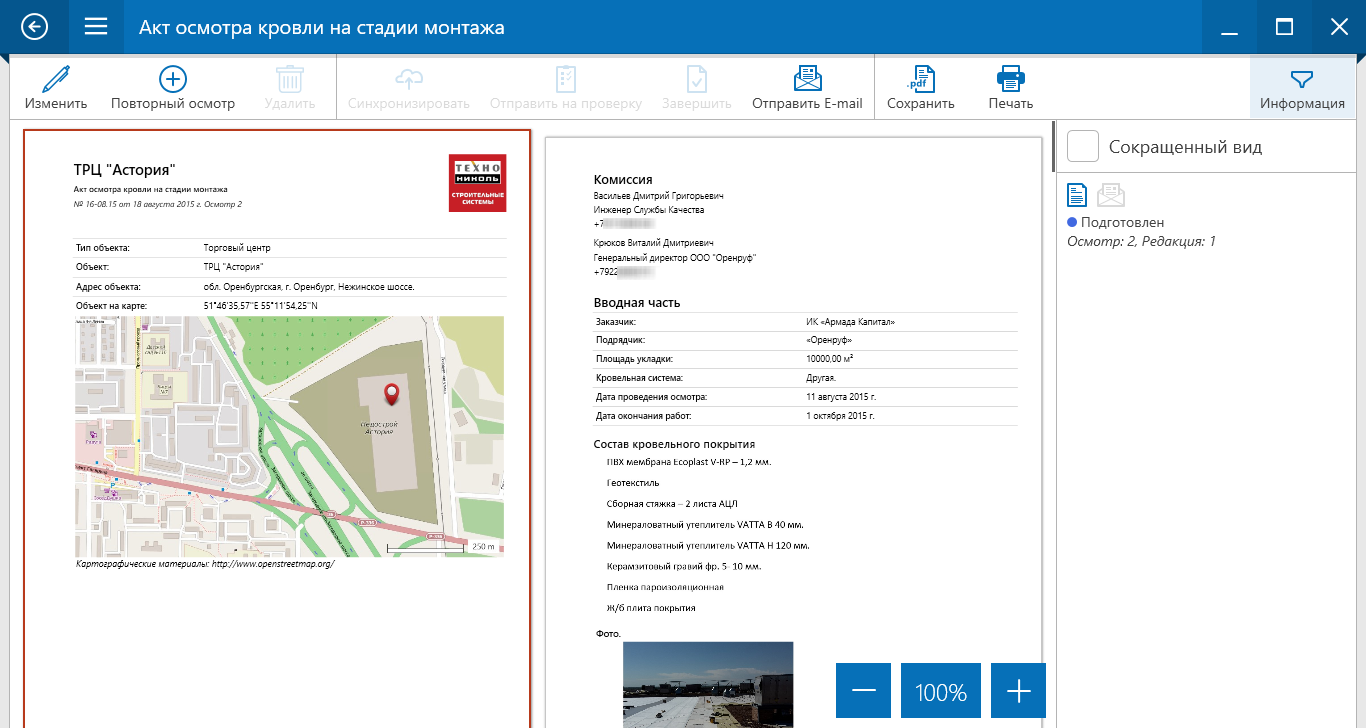 Акт осмотра кровли на стадии монтажа
Изменить
Повторный осмотр
Удалить
Синхронизировать
Отправить на проверку
Завершить
Отправить E-mail
.pdf
Сохранить
Печать
Информация
ТРЦ "Астория"
Акт осмотра кровли на стадии монтажа
№ 16-08.15 от 18 августа 2015 г. Осмотр 2
ТЕХНО
НИКОЛЬ
СТРОИТЕЛЬНЫЕ
СИСТЕМЫ
Тип объекта: Торговый центр
Объект: ТРЦ "Астория"
Адрес объекта: обл. Оренбургская, г. Оренбург, Нежинское шоссе.
Объект на карте: 51°46'35,57"E 55°11'54,25"N
Недострой
Астория
250 m
Картографические материалы: http://www.openstreetmap.org/
Комиссия
Васильев Дмитрий Григорьевич
Инженер Службы Качества
+7
Крюков Виталий Дмитриевич
Генеральный директор ООО "Оренруф"
+7922
Вводная часть
Заказчик: ИК «Армада Капитал»
Подрядчик: «Оренруф»
Площадь укладки: 10000,00 м²
Кровельная система: Другая.
Дата проведения осмотра: 11 августа 2015 г.
Дата окончания работ: 1 октября 2015 г.
Состав кровельного покрытия
ПВХ мембрана Ecoplast V-RP – 1,2 мм.
Геотекстиль
Сборная стяжка – 2 листа АЦЛ
Минераловатный утеплитель VATTA В 40 мм.
Минераловатный утеплитель VATTA Н 120 мм.
Керамзитовый гравий фр. 5- 10 мм.
Пленка пароизоляционная
Ж/б плита покрытия
Фото.
100%
Сокращенный вид
Подготовлен
Осмотр: 2, Редакция: 1